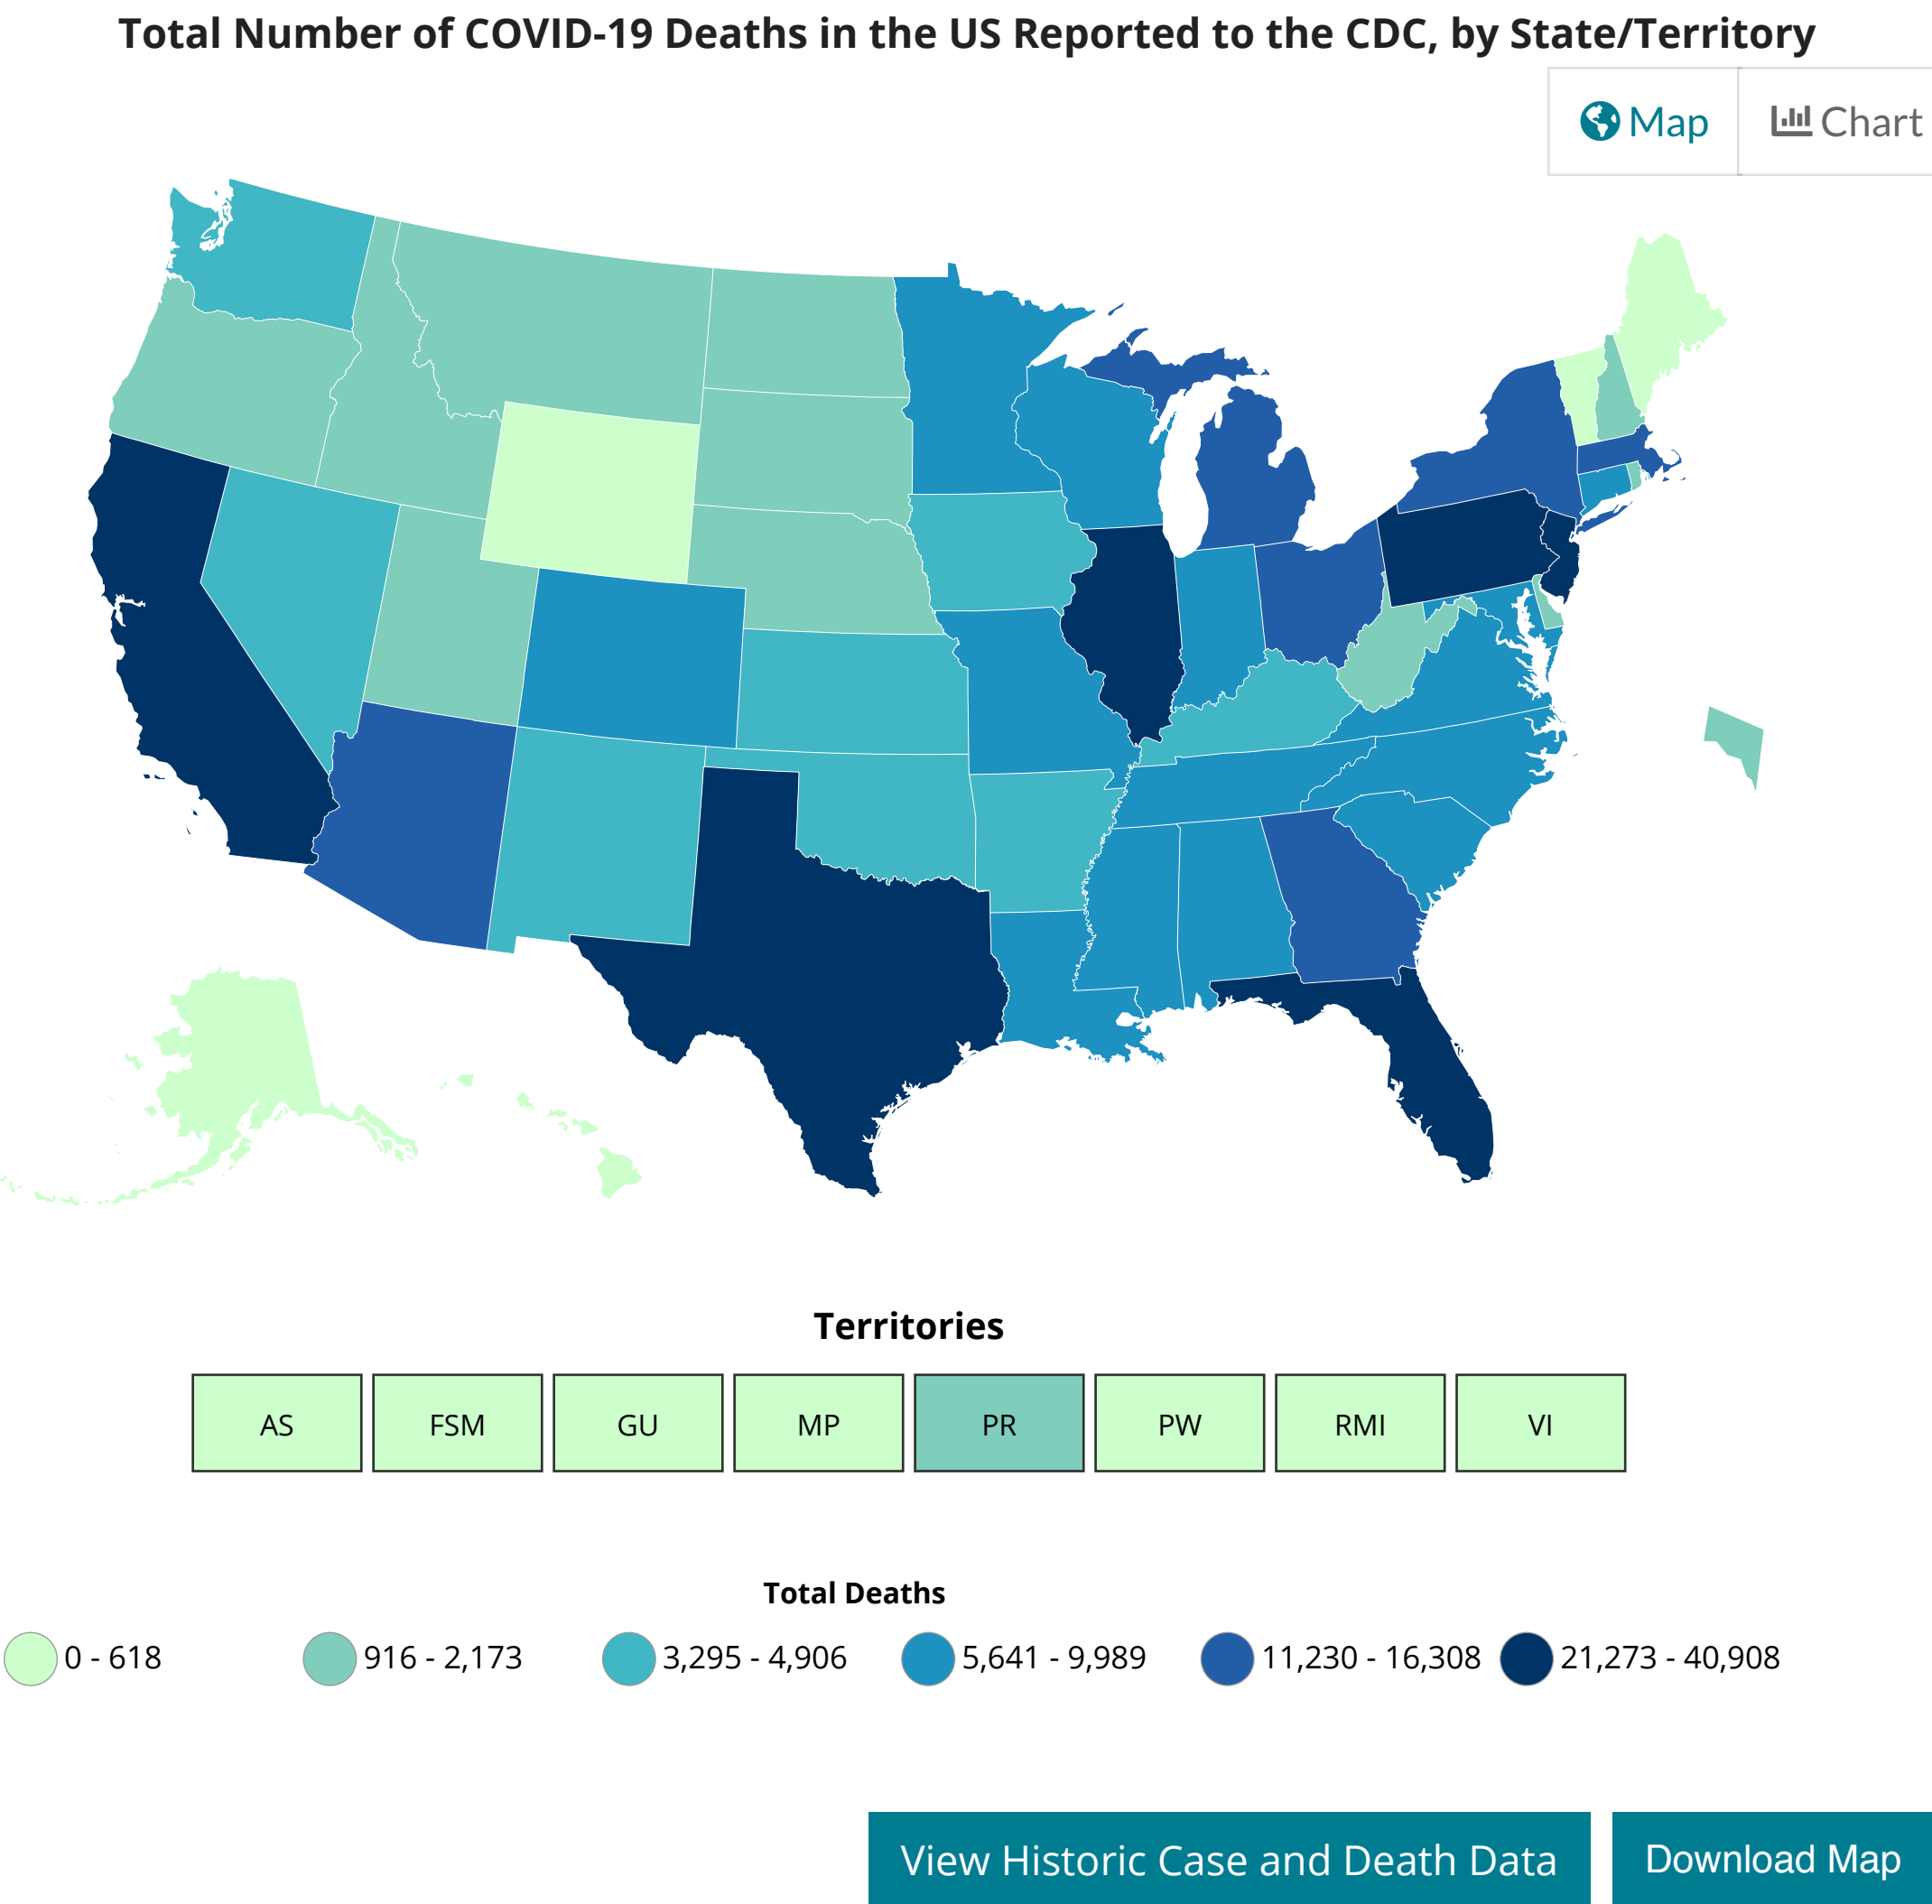 Total Number of COVID-19 Deaths in the US Reported to the CDC, by State/Territory
Map
Chart
Territories
AS
FSM
GU
MP
PR
PW
RMI
VI
Total Deaths
0 - 618
916 - 2,173
3,295 - 4,906
5,641 - 9,989
11,230 - 16,308
21,273 - 40,908
View Historic Case and Death Data
Download Map